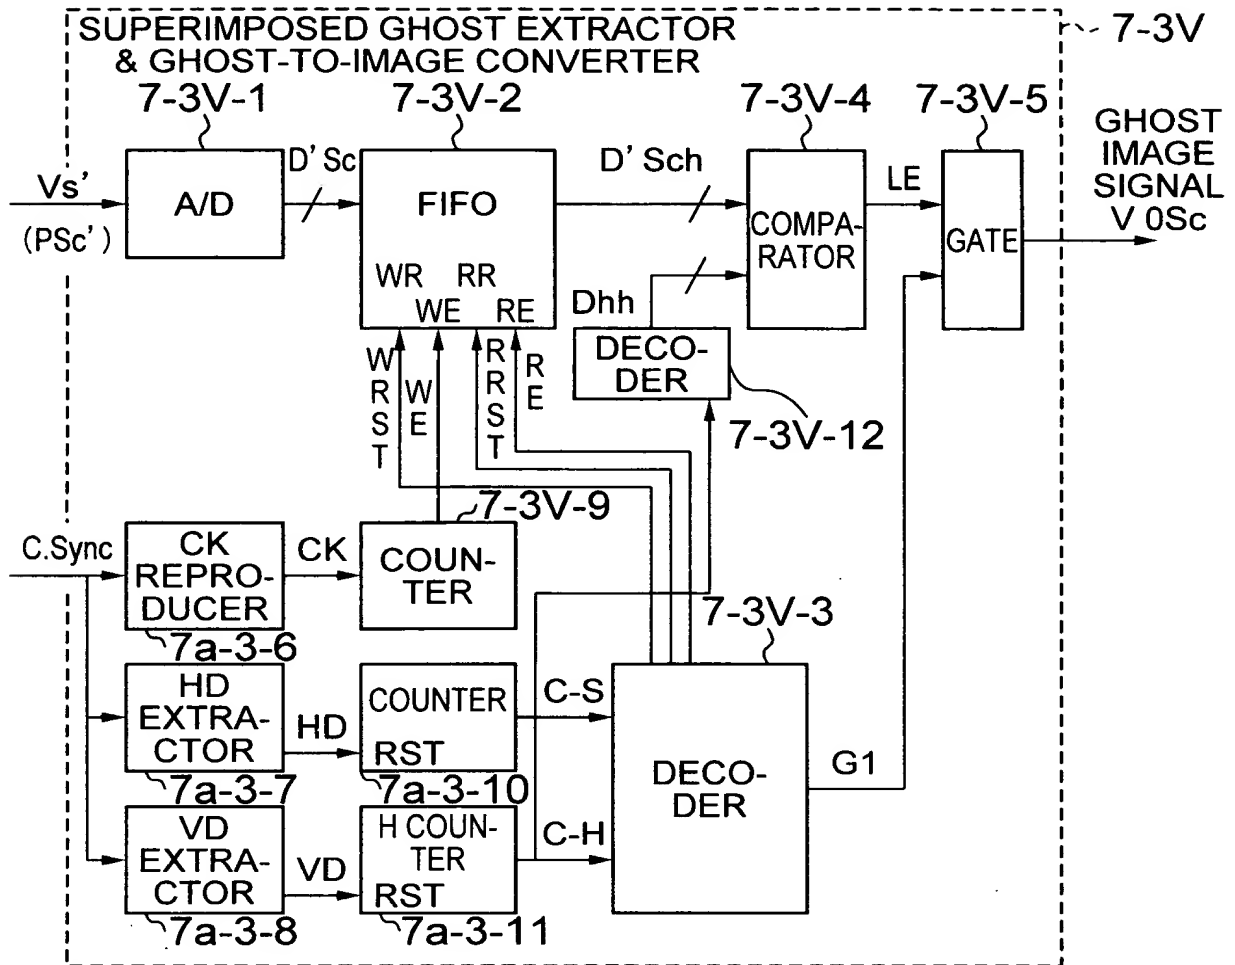 SUPERIMPOSED GHOST EXTRACTOR
& GHOST-TO-IMAGE CONVERTER
7-3V
7-3V-1
7-3V-2
7-3V-4
7-3V-5
GHOST
IMAGE
SIGNAL
V 0Sc
Vs'
(PSc')
A/D
D' Sc
FIFO
WR
RR
WE
RE
D' Sch
COMPA-
RATOR
LE
GATE
Dhh
DECO-
DER
7-3V-12
WRST
WE
RRST
RE
7-3V-9
C.Sync
CK
REPRO-
DUCER
CK
COUN-
TER
7a-3-6
7-3V-3
HD
EXTRA-
CTOR
HD
COUNTER
RST
C-S
7a-3-7
7a-3-10
DECO-
DER
G1
VD
EXTRA-
CTOR
VD
H COUN-
TER
RST
C-H
7a-3-8
7a-3-11